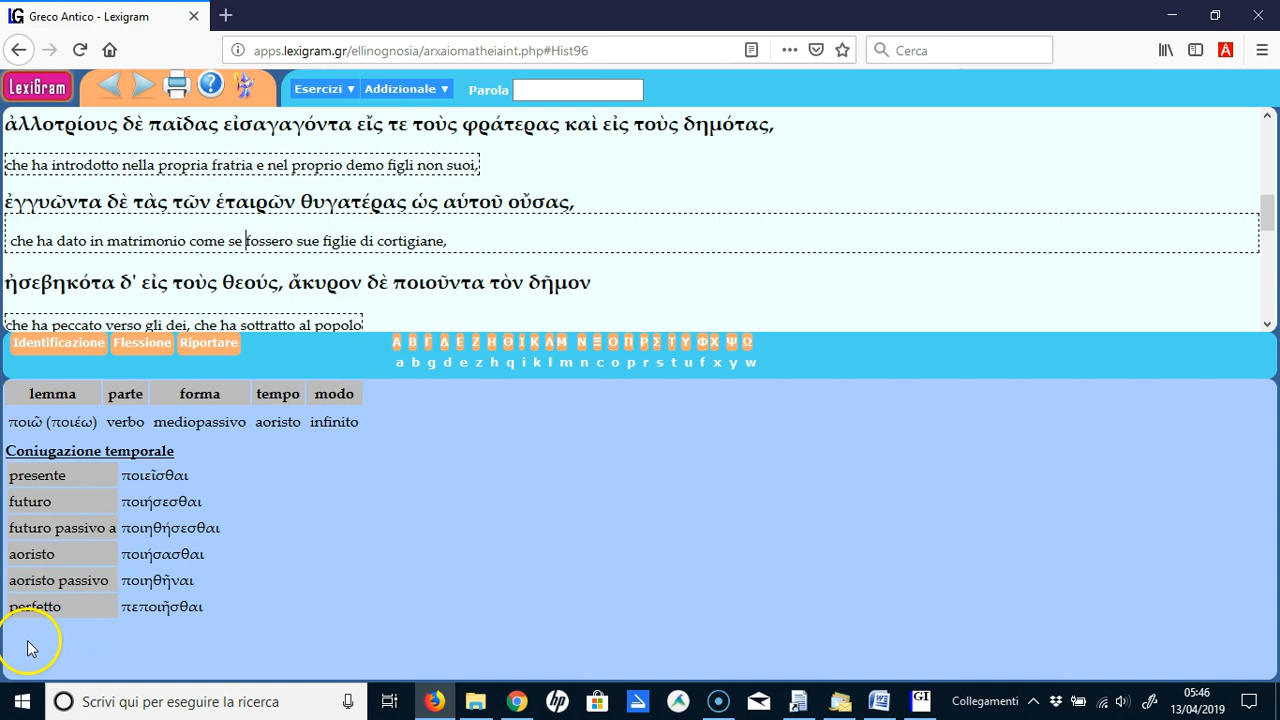 Greco Antico - Lexigram
apps.lexigram.gr/ellinognosia/arxaiomatheiaint.php#Hist96
Cerca
LEXIGRAM
Esercizi ▼ Addizionale ▼ Parola
ἀλλοτρίους δὲ παῖδας εἰσαγαγόντα εἴς τε τοὺς φράτερας καὶ εἰς τοὺς δημότας,
che ha introdotto nella propria fratria e nel proprio demo figli non suoi,
ἐγγυῶντα δὲ τὰς τῶν ἑταιρῶν θυγατέρας ὡς αὑτοῦ οὔσας,
che ha dato in matrimonio come se fossero sue figlie di cortigiane,
ἠσεβηκότα δ' εἰς τοὺς θεούς, ἄκυρον δὲ ποιοῦντα τὸν δῆμον
che ha peccato verso gli dei, che ha sottratto al popolo
Identificazione Flessione Riportare
Α Β Γ Δ Ε Ζ Η Θ Ι Κ Λ Μ Ν Ξ Ο Π Ρ Σ Τ Υ Φ Χ Ψ Ω
a b g d e z h q i k l m n c o p r s t u f x y w
lemma parte forma tempo modo
ποιῶ (ποιέω) verbo mediopassivo aoristo infinito
Coniugazione temporale
presente ποιεῖσθαι
futuro ποιήσεσθαι
futuro passivo a ποιηθήσεσθαι
aoristo ποιήσασθαι
aoristo passivo ποιηθῆναι
perfetto πεποιῆσθαι
Scrivi qui per eseguire la ricerca
Collegamenti
05:46
13/04/2019